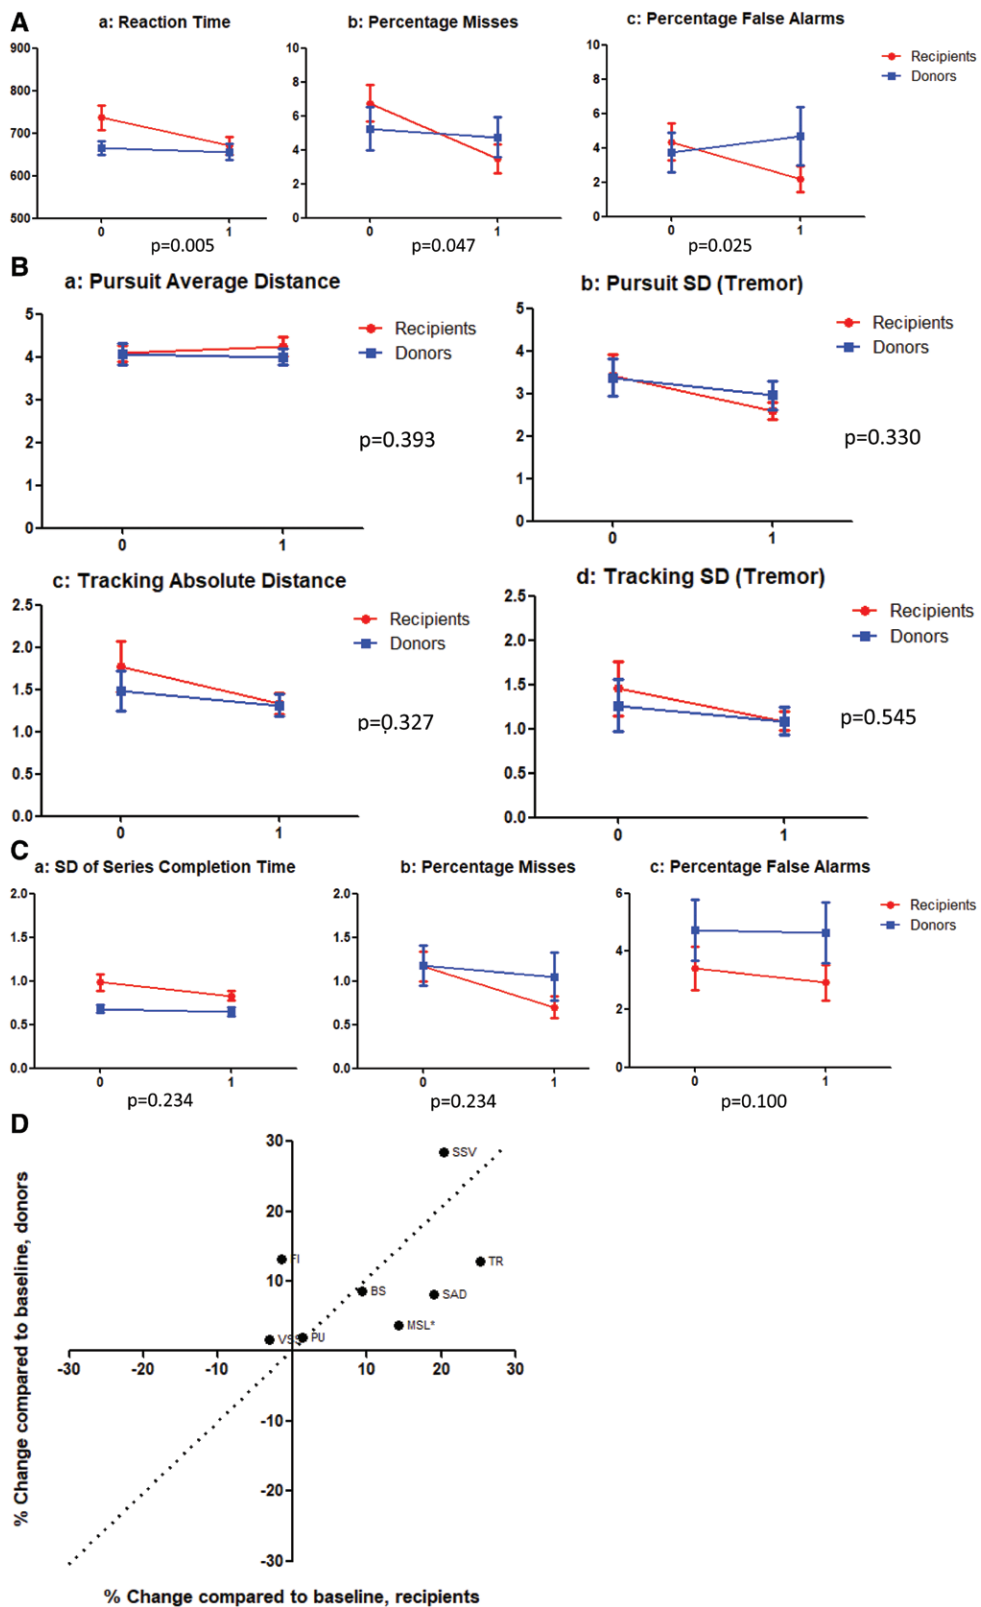 A
a: Reaction Time
b: Percentage Misses
c: Percentage False Alarms
900
800
700
600
500
0 1
p=0.005
10
8
6
4
2
0
0 1
p=0.047
10
8
6
4
2
0
0 1
p=0.025
Recipients
Donors
B
a: Pursuit Average Distance
5
4
3
2
1
0
0 1
Recipients
Donors
p=0.393
b: Pursuit SD (Tremor)
5
4
3
2
1
0
0 1
Recipients
Donors
p=0.330
c: Tracking Absolute Distance
2.5
2.0
1.5
1.0
0.5
0.0
0 1
Recipients
Donors
p=0.327
d: Tracking SD (Tremor)
2.5
2.0
1.5
1.0
0.5
0.0
0 1
Recipients
Donors
p=0.545
C
a: SD of Series Completion Time
2.0
1.5
1.0
0.5
0.0
0 1
p=0.234
b: Percentage Misses
2.0
1.5
1.0
0.5
0.0
0 1
p=0.234
c: Percentage False Alarms
6
4
2
0
0 1
p=0.100
Recipients
Donors
D
% Change compared to baseline, donors
30
20
10
-10
-20
-30
-30 -20 -10 10 20 30
SSV
FI
TR
BS
SAD
MSL*
VSS
PU
% Change compared to baseline, recipients